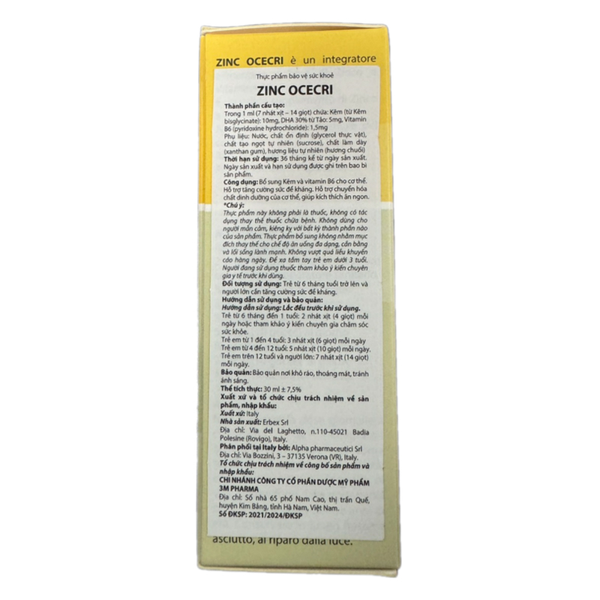 ZINC OCECRI è un integratore
Thực phẩm bảo vệ sức khoẻ
ZINC OCECRI
Thành phần cấu tạo:
Trong 1 ml (7 nhát xịt – 14 giọt) chứa: Kẽm (từ Kẽm
bisglycinate): 10mg, DHA 30% từ Tảo: 5mg, Vitamin
B6 (pyridoxine hydrochloride): 1,5mg
Phụ liệu: Nước, chất ổn định (glycerol thực vật),
chất tạo ngọt tự nhiên (sucrose), chất làm dày
(xanthan gum), hương liệu tự nhiên (hương chuối)
Thời hạn sử dụng: 36 tháng kể từ ngày sản xuất.
Ngày sản xuất và hạn sử dụng được ghi trên bao bì
sản phẩm.
Công dụng: Bổ sung Kẽm và vitamin B6 cho cơ thể.
Hỗ trợ tăng cường sức đề kháng. Hỗ trợ chuyển hóa
chất dinh dưỡng của cơ thể, giúp kích thích ăn ngon.
*Chú ý:
Thực phẩm này không phải là thuốc, không có tác
dụng thay thế thuốc chữa bệnh. Không dùng cho
người mẫn cảm, kiêng kỵ với bất kỳ thành phần nào
của sản phẩm. Thực phẩm bổ sung không nhằm mục
đích thay thế cho chế độ ăn uống đa dạng, cân bằng
và lối sống lành mạnh. Không vượt quá liều khuyến
cáo hàng ngày. Để xa tầm tay trẻ em dưới 3 tuổi.
Người đang sử dụng thuốc tham khảo ý kiến chuyên
gia y tế trước khi dùng.
Đối tượng sử dụng: Trẻ từ 6 tháng tuổi trở lên và
người lớn cần tăng cường sức đề kháng.
Hướng dẫn sử dụng và bảo quản:
Hướng dẫn sử dụng: Lắc đều trước khi sử dụng.
Trẻ từ 6 tháng đến 1 tuổi: 2 nhát xịt (4 giọt) mỗi
ngày hoặc tham khảo ý kiến chuyên gia chăm sóc
sức khỏe.
Trẻ em từ 1 đến 4 tuổi: 3 nhát xịt (6 giọt) mỗi ngày
Trẻ em từ 4 đến 12 tuổi: 5 nhát xịt (10 giọt) mỗi ngày.
Trẻ em trên 12 tuổi và người lớn: 7 nhát xịt (14 giọt)
mỗi ngày.
Bảo quản: Bảo quản nơi khô ráo, thoáng mát, tránh
ánh sáng.
Thể tích thực: 30 ml ± 7,5%
Xuất xứ và tổ chức chịu trách nhiệm về sản
phẩm, nhập khẩu:
Xuất xứ: Italy
Nhà sản xuất: Erbex Srl
Địa chỉ: Via del Laghetto, n.110-45021 Badia
Polesine (Rovigo), Italy.
Phân phối tại Italy bởi: Alpha pharmaceutici Srl
Địa chỉ: Via Bozzini, 3 – 37135 Verona (VR), Italy.
Tổ chức chịu trách nhiệm về công bố sản phẩm và
nhập khẩu:
CHI NHÁNH CÔNG TY CỔ PHẦN DƯỢC MỸ PHẨM
3M PHARMA
Địa chỉ: Số nhà 65 phố Nam Cao, thị trấn Quế,
huyện Kim Bảng, tỉnh Hà Nam, Việt Nam.
Số ĐKSP: 2021/2024/ĐKSP
asciutto, al riparo dalla luce.